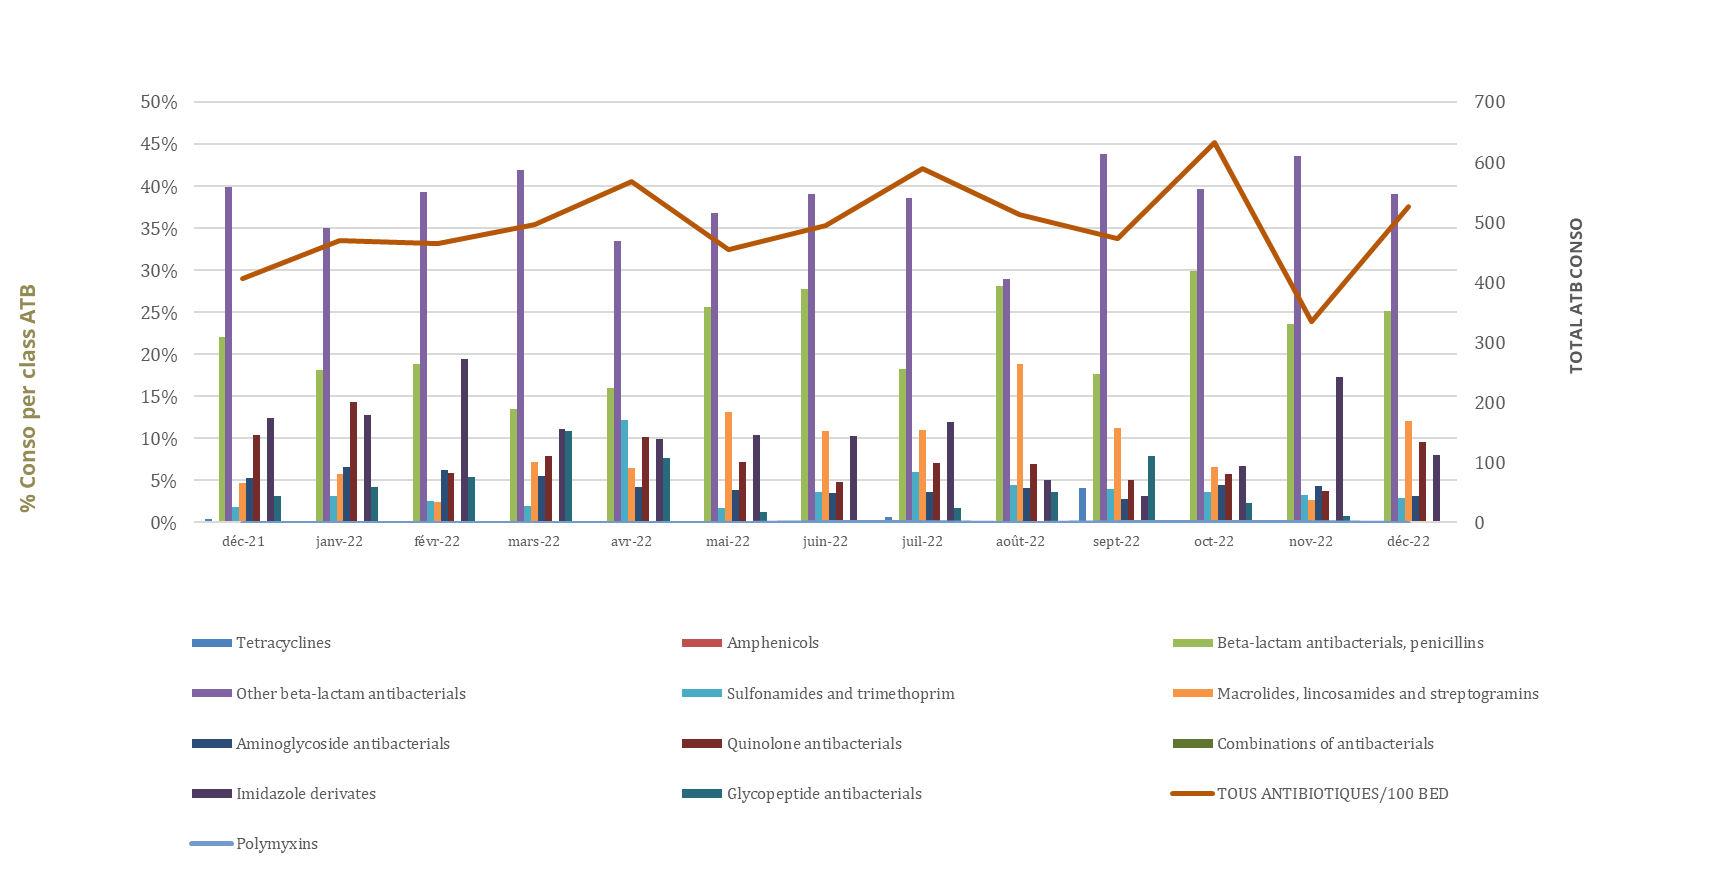 50%
45%
40%
35%
30%
25%
20%
15%
10%
5%
0%
% Conso per class ATB
700
600
500
400
300
200
100
0
TOTAL ATB CONSO
déc-21 janv-22 févr-22 mars-22 avr-22 mai-22 juin-22 juil-22 août-22 sept-22 oct-22 nov-22 déc-22
Tetracyclines Amphenicols Beta-lactam antibacterials, penicillins
Other beta-lactam antibacterials Sulfonamides and trimethoprim Macrolides, lincosamides and streptogramins
Aminoglycoside antibacterials Quinolone antibacterials Combinations of antibacterials
Imidazole derivates Glycopeptide antibacterials TOUS ANTIBIOTIQUES/100 BED
Polymyxins